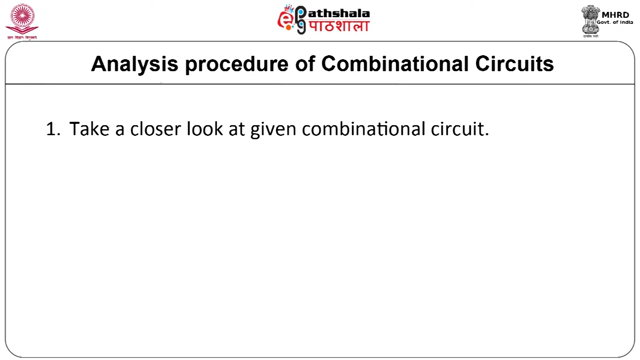 ePG Pathshala
पाठशाला
MHRD
Govt. of India
Analysis procedure of Combinational Circuits
1. Take a closer look at given combinational circuit.